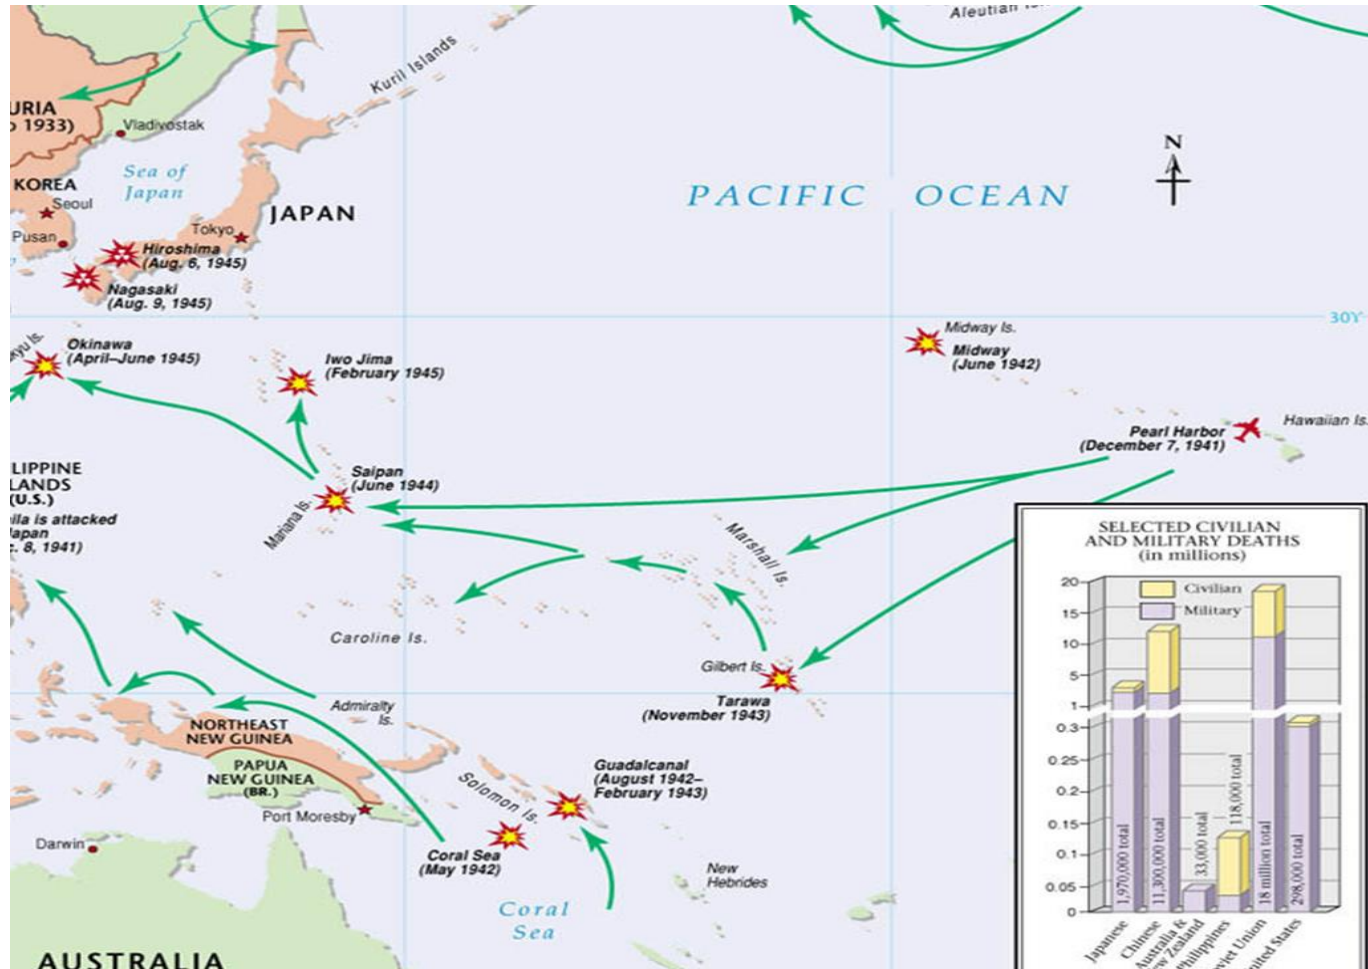 Aleutian Is.
Kuril Islands
URIA
1933)
Vladivostak
Sea of
Japan
KOREA
Seoul
Pusan
JAPAN
Tokyo
Hiroshima
(Aug. 6, 1945)
Nagasaki
(Aug. 9, 1945)
PACIFIC OCEAN
N
30Y
Okinawa
(April–June 1945)
Iwo Jima
(February 1945)
Midway Is.
Midway
(June 1942)
Pearl Harbor
(December 7, 1941)
Hawaiian Is.
LIPPINE
LANDS
(U.S.)
ila is attacked
apan
c. 8, 1941)
Saipan
(June 1944)
Mariana Is.
Marshall Is.
Caroline Is.
Gilbert Is.
Tarawa
(November 1943)
Admiralty
Is.
NORTHEAST
NEW GUINEA
PAPUA
NEW GUINEA
(BR.)
Port Moresby
Solomon Is.
Guadalcanal
(August 1942–
February 1943)
Darwin
Coral Sea
(May 1942)
New
Hebrides
Coral
Sea
AUSTRALIA
SELECTED CIVILIAN
AND MILITARY DEATHS
(in millions)
Civilian
Military
20
15
10
5
1
0.3
0.25
0.2
0.15
0.1
0.05
0
1,970,000 total
11,300,000 total
33,000 total
118,000 total
18 million total
298,000 total
Japanese
Chinese
Australia &
w Zealand
Philippines
viet Union
nited States